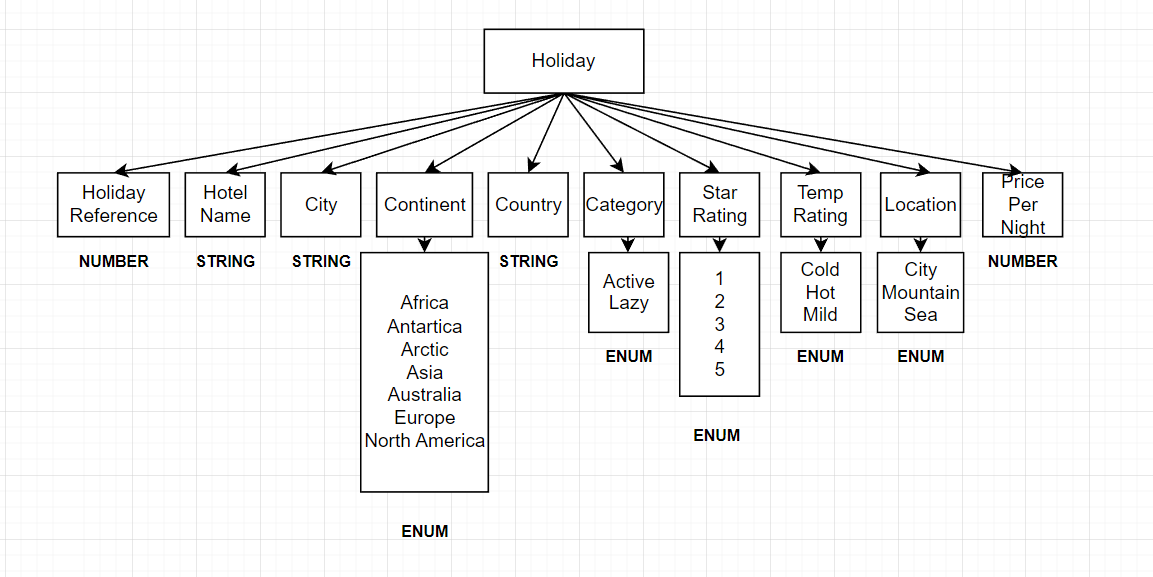 Holiday
Holiday
Reference
Hotel
Name
City
Continent
Country
Category
Star
Rating
Temp
Rating
Location
Price
Per
Night
NUMBER
STRING
STRING
STRING
NUMBER
Africa
Antartica
Arctic
Asia
Australia
Europe
North America
ENUM
Active
Lazy
ENUM
1
2
3
4
5
ENUM
Cold
Hot
Mild
ENUM
City
Mountain
Sea
ENUM